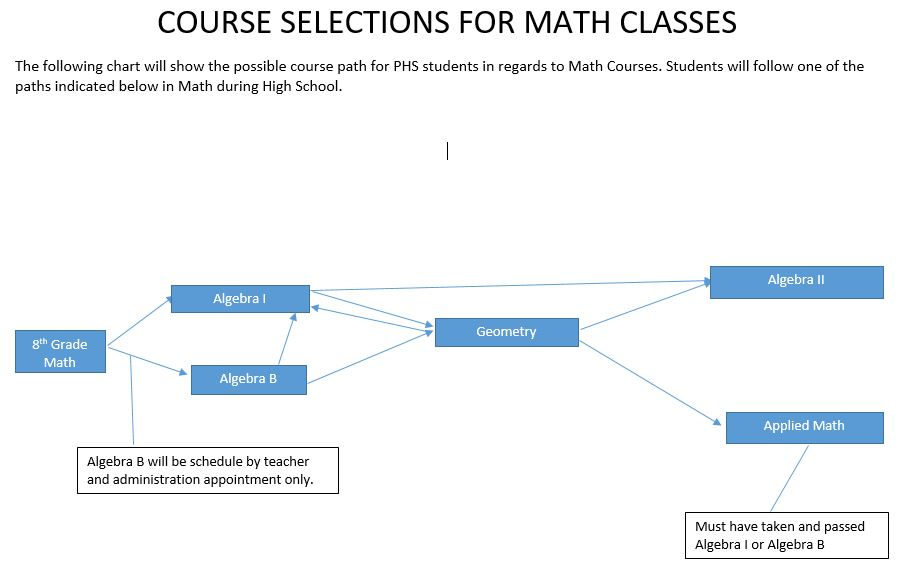 COURSE SELECTIONS FOR MATH CLASSES
The following chart will show the possible course path for PHS students in regards to Math Courses. Students will follow one of the
paths indicated below in Math during High School.
Algebra II
Algebra I
Geometry
8th Grade
Math
Algebra B
Applied Math
Algebra B will be schedule by teacher
and administration appointment only.
Must have taken and passed
Algebra I or Algebra B